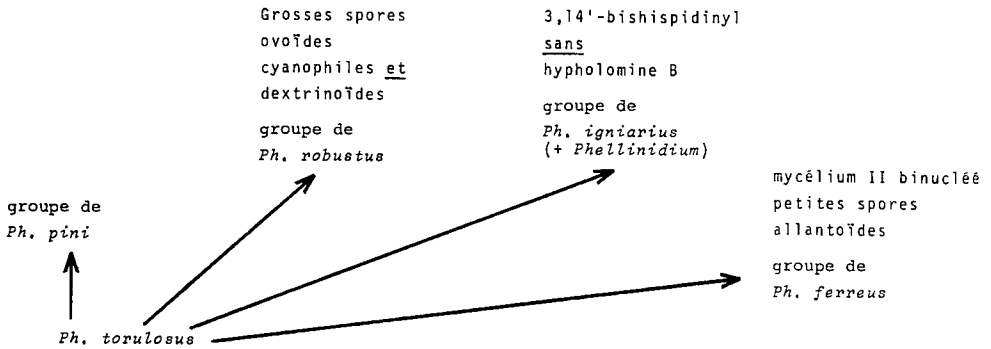 Grosses spores
ovoïdes
cyanophiles et
dextrinoïdes
groupe de
Ph. robustus
3,14'-bishispidinyl
sans
hypholomine B
groupe de
Ph. igniarius
(+ Phellinidium)
mycélium II binucléé
petites spores
allantoïdes
groupe de
Ph. ferreus
groupe de
Ph. pini
Ph. torulosus